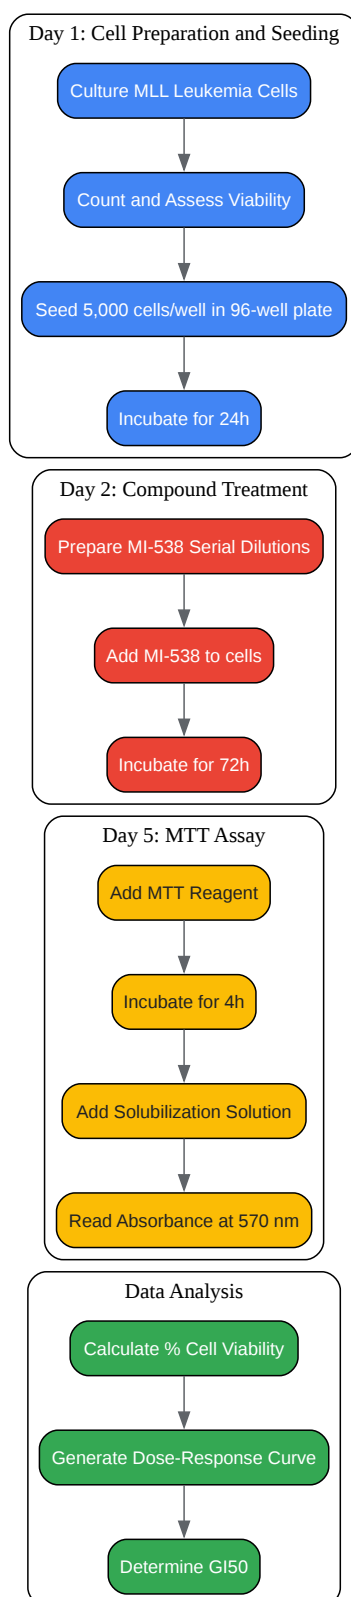 Day 1: Cell Preparation and Seeding
Culture MLL Leukemia Cells
Count and Assess Viability
Seed 5,000 cells/well in 96-well plate
Incubate for 24h
Day 2: Compound Treatment
Prepare MI-538 Serial Dilutions
Add MI-538 to cells
Incubate for 72h
Day 5: MTT Assay
Add MTT Reagent
Incubate for 4h
Add Solubilization Solution
Read Absorbance at 570 nm
Data Analysis
Calculate % Cell Viability
Generate Dose-Response Curve
Determine GI50